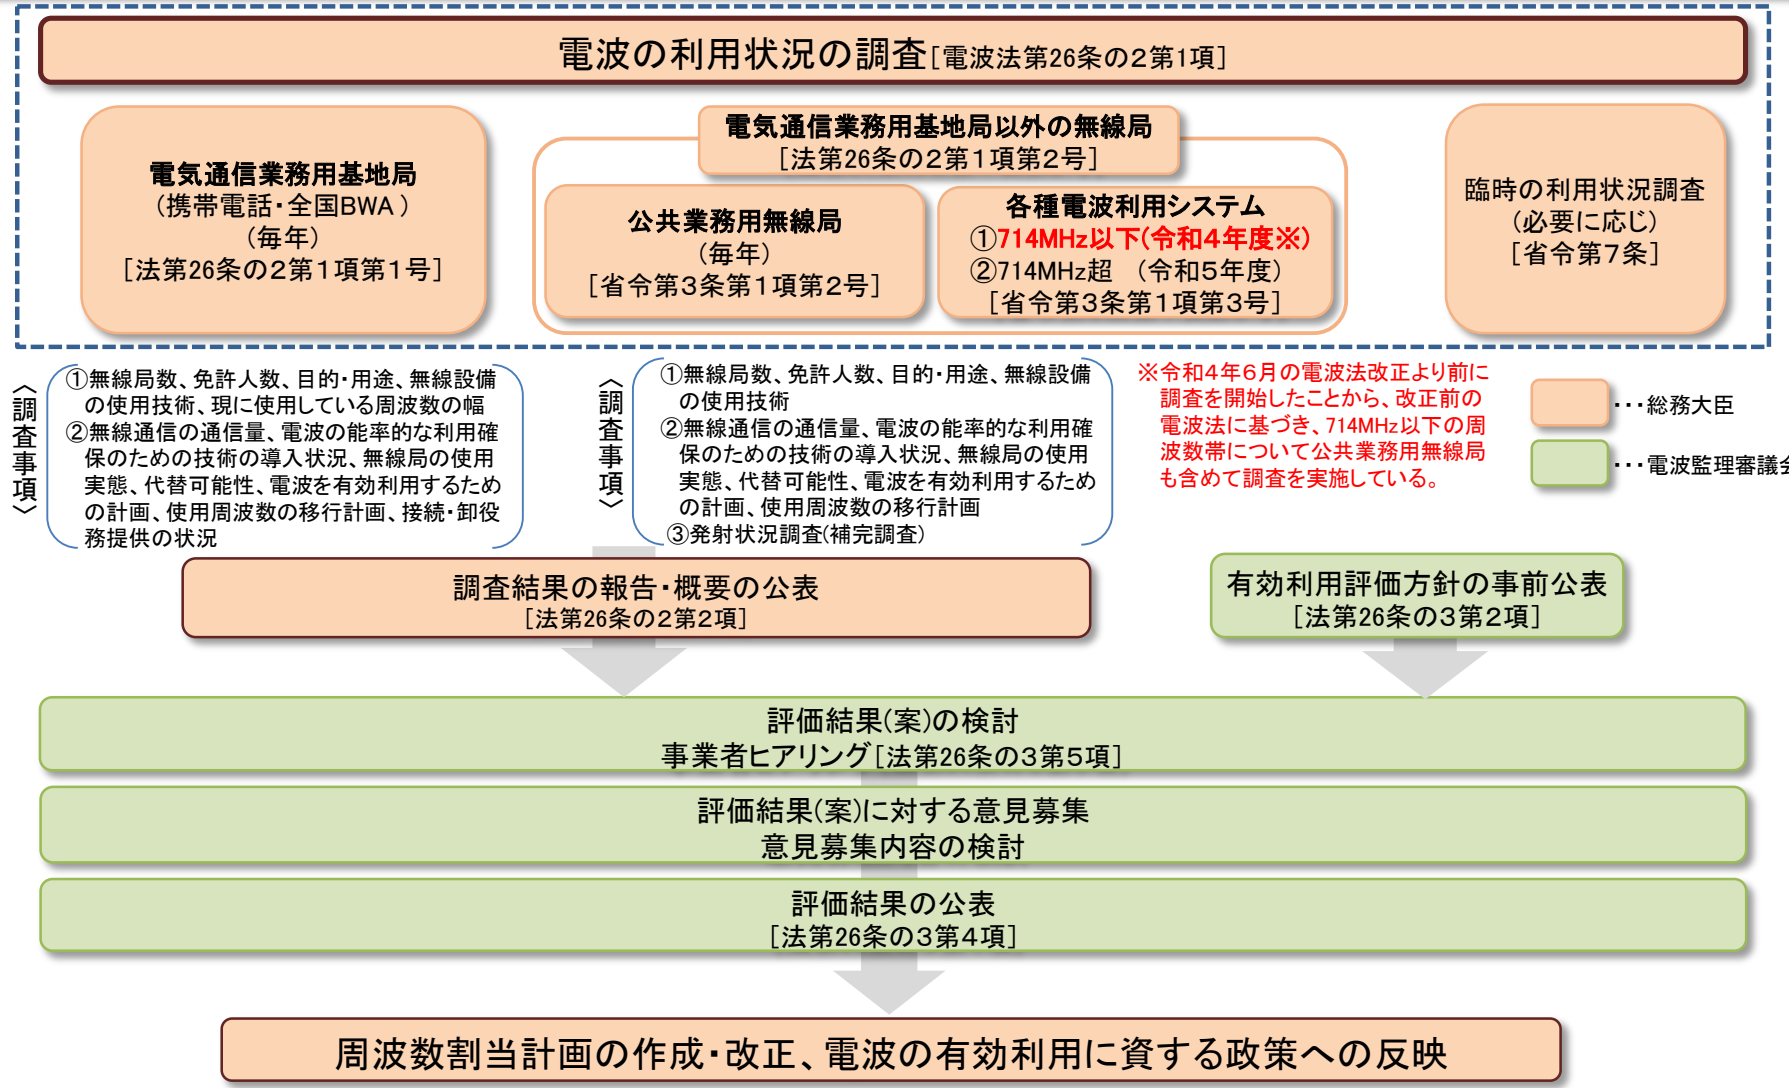 電波の利用状況の調査[電波法第26条の2第1項]
電気通信業務用基地局
(携帯電話・全国BWA)
(毎年)
[法第26条の2第1項第1号]
電気通信業務用基地局以外の無線局
[法第26条の2第1項第2号]
公共業務用無線局
(毎年)
[省令第3条第1項第2号]
各種電波利用システム
①714MHz以下(令和4年度※)
②714MHz超 (令和5年度)
[省令第3条第1項第3号]
臨時の利用状況調査
(必要に応じ)
[省令第7条]
〈調査事項〉
①無線局数、免許人数、目的・用途、無線設備
の使用技術、現に使用している周波数の幅
②無線通信の通信量、電波の能率的な利用確
保のための技術の導入状況、無線局の使用
実態、代替可能性、電波を有効利用するため
の計画、使用周波数の移行計画、接続・卸役
務提供の状況
〈調査事項〉
①無線局数、免許人数、目的・用途、無線設備
の使用技術
②無線通信の通信量、電波の能率的な利用確
保のための技術の導入状況、無線局の使用
実態、代替可能性、電波を有効利用するため
の計画、使用周波数の移行計画
③発射状況調査(補完調査)
※令和4年6月の電波法改正より前に
調査を開始したことから、改正前の
電波法に基づき、714MHz以下の周
波数帯について公共業務用無線局
も含めて調査を実施している。
・・・総務大臣
・・・電波監理審議会
調査結果の報告・概要の公表
[法第26条の2第2項]
有効利用評価方針の事前公表
[法第26条の3第2項]
評価結果(案)の検討
事業者ヒアリング[法第26条の3第5項]
評価結果(案)に対する意見募集
意見募集内容の検討
評価結果の公表
[法第26条の3第4項]
周波数割当計画の作成・改正、電波の有効利用に資する政策への反映